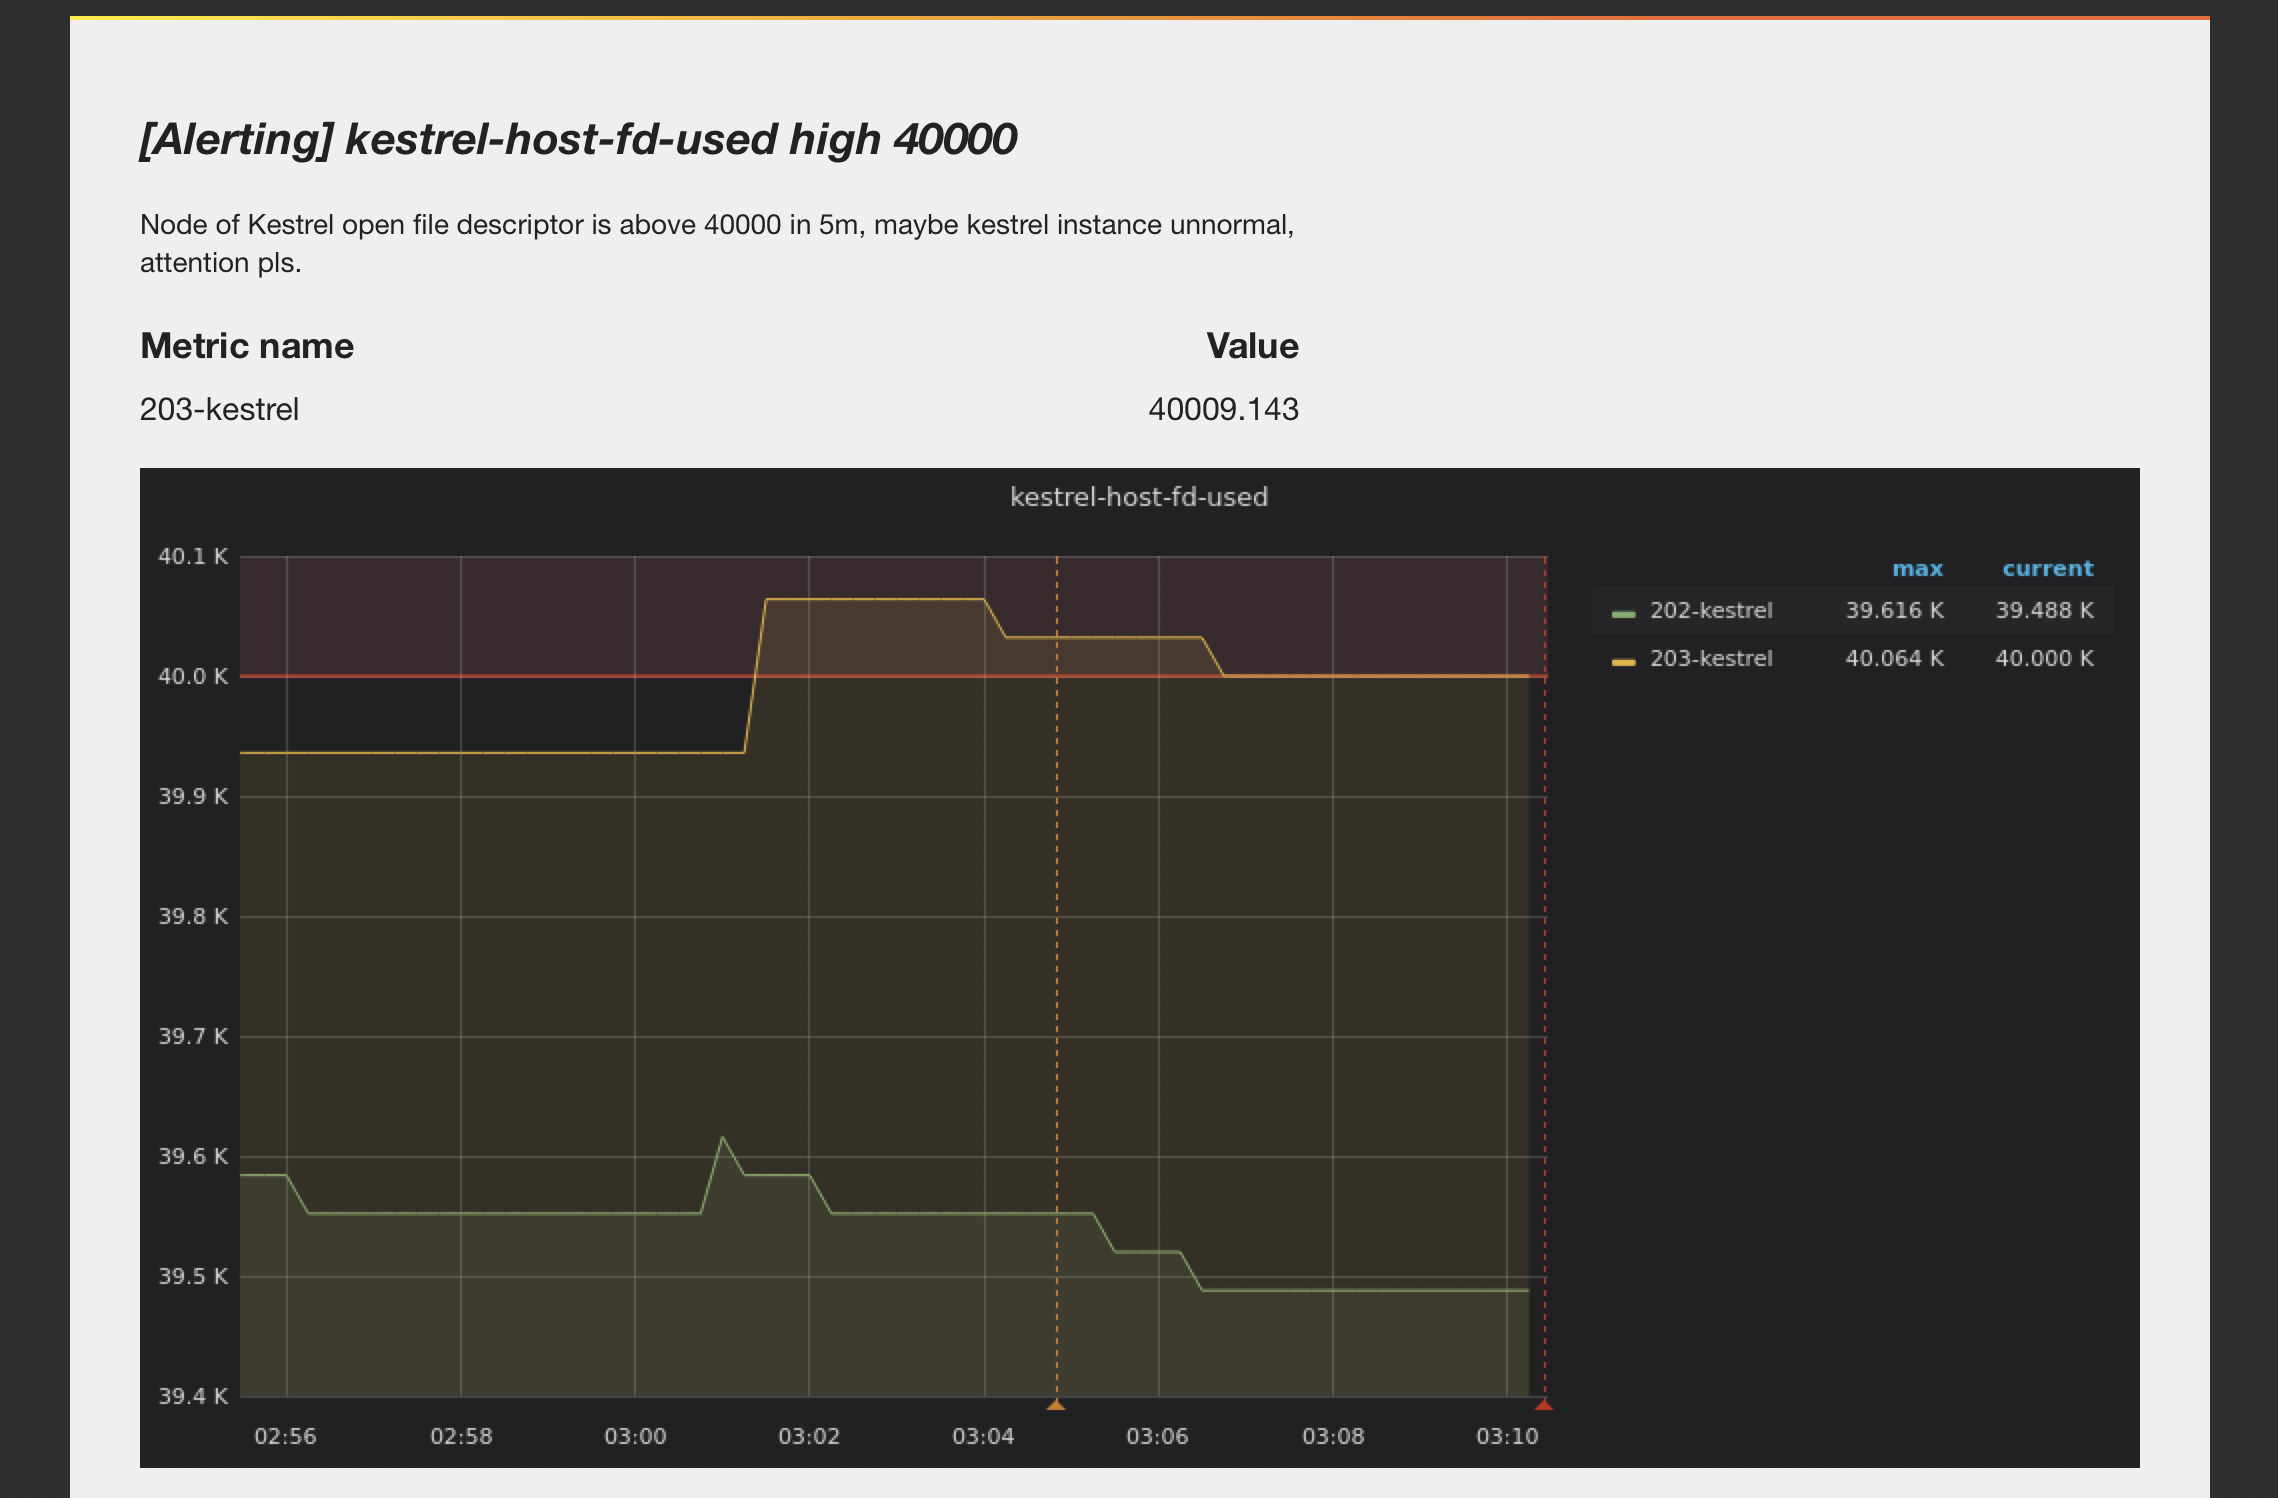 [Alerting] kestrel-host-fd-used high 40000
Node of Kestrel open file descriptor is above 40000 in 5m, maybe kestrel instance unnormal,
attention pls.
Metric name Value
203-kestrel 40009.143
kestrel-host-fd-used
40.1 K
40.0 K
39.9 K
39.8 K
39.7 K
39.6 K
39.5 K
39.4 K
02:56 02:58 03:00 03:02 03:04 03:06 03:08 03:10
max current
202-kestrel 39.616 K 39.488 K
203-kestrel 40.064 K 40.000 K